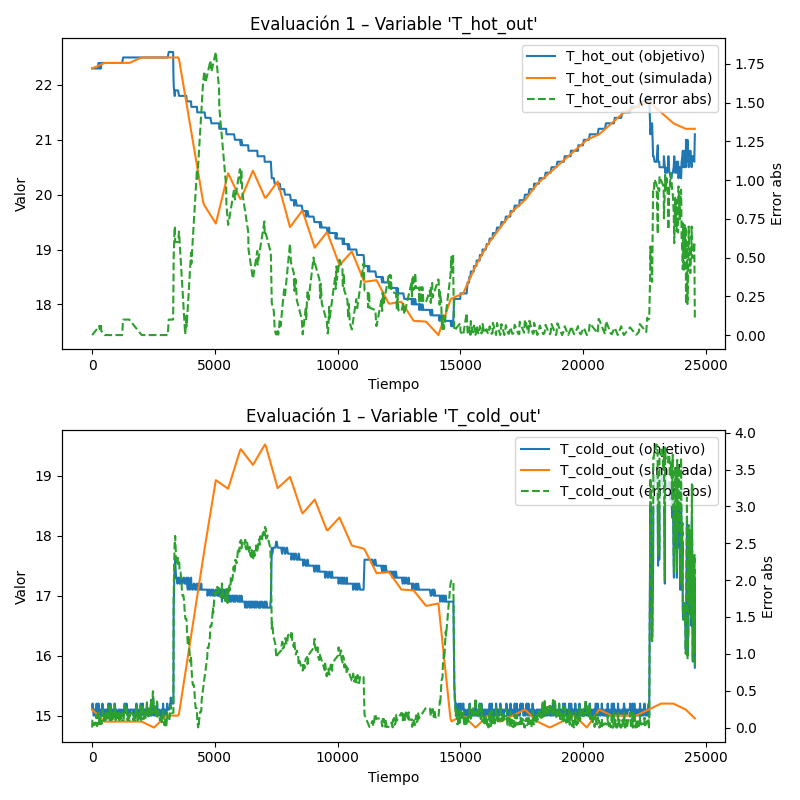 Evaluación 1 – Variable 'T_hot_out'
T_hot_out (objetivo)
T_hot_out (simulada)
T_hot_out (error abs)
22
21
20
19
18
Valor
1.75
1.50
1.25
1.00
0.75
0.50
0.25
0.00
Error abs
0 5000 10000 15000 20000 25000
Tiempo
Evaluación 1 – Variable 'T_cold_out'
T_cold_out (objetivo)
T_cold_out (simulada)
T_cold_out (error abs)
19
18
17
16
15
Valor
4.0
3.5
3.0
2.5
2.0
1.5
1.0
0.5
0.0
Error abs
0 5000 10000 15000 20000 25000
Tiempo